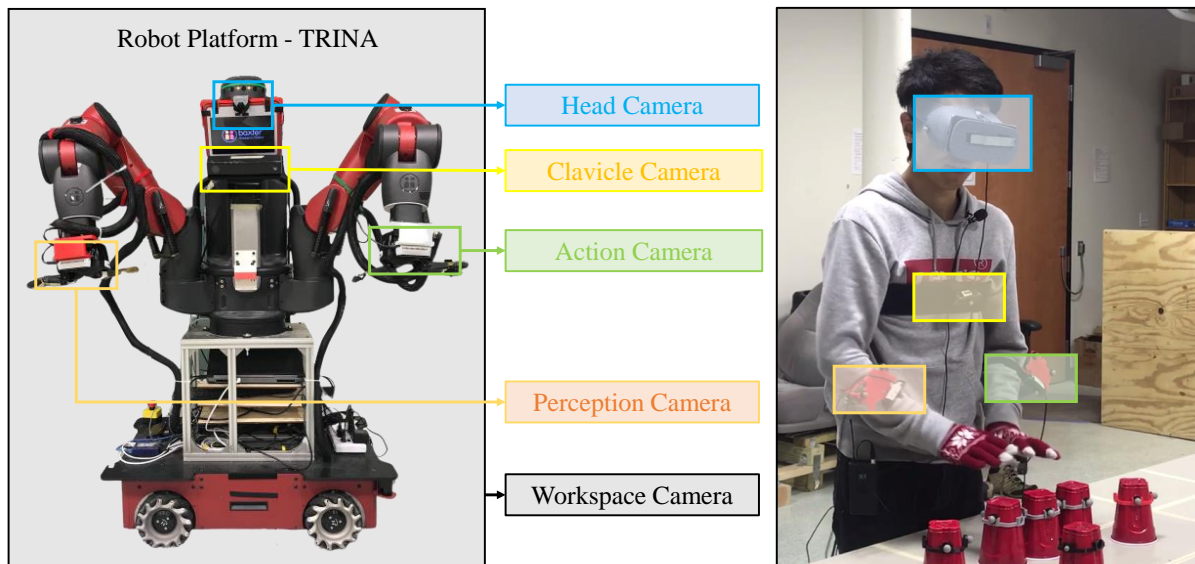 Robot Platform - TRINA
baxter
Head Camera
Clavicle Camera
Action Camera
Perception Camera
Workspace Camera